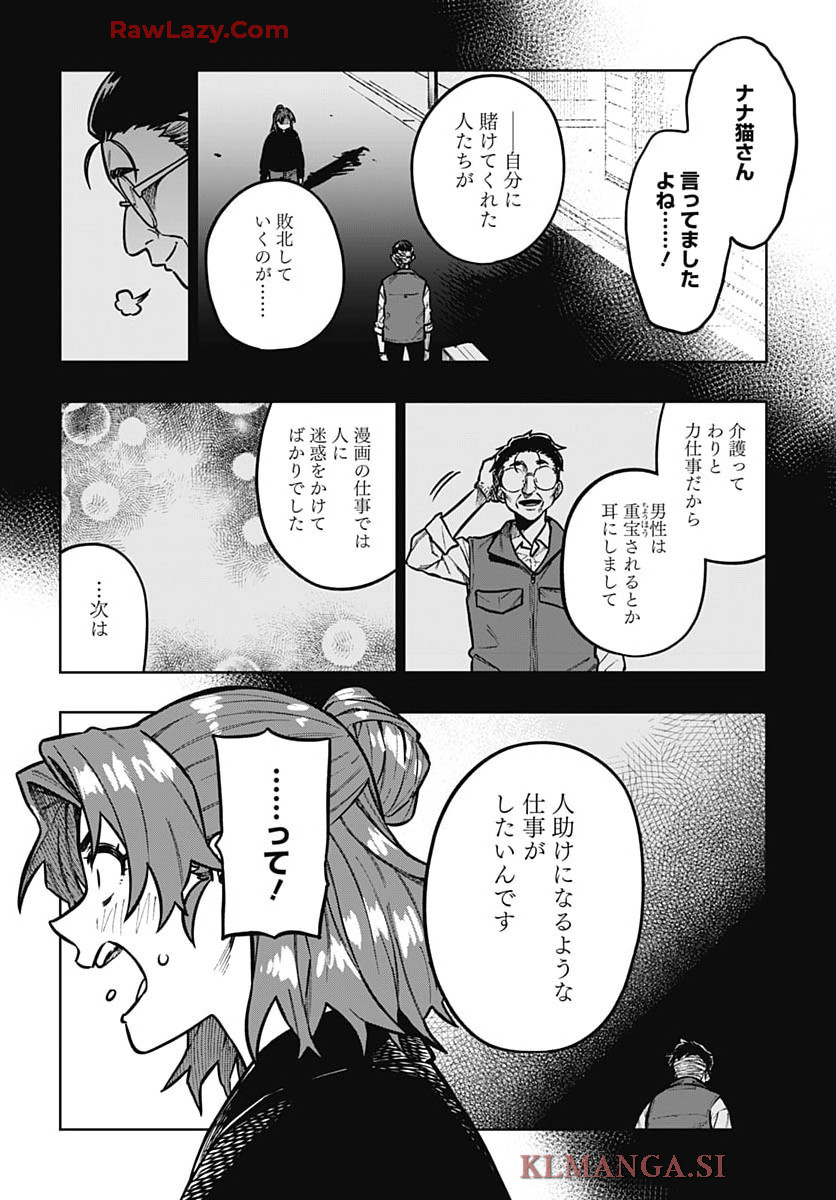 RawLazy.Com
ナナ猫さん
言ってました
よね……！
――自分に
賭けてくれた
人たちが
敗北して
いくのが……
介護って
わりと
力仕事だから
男性は
重宝されるとか
ちょうほう
耳にしまして
漫画の仕事では
人に
迷惑をかけて
ばかりでした
…次は
人助けになるような
仕事が
したいんです
……って！
KLMANGA.SI